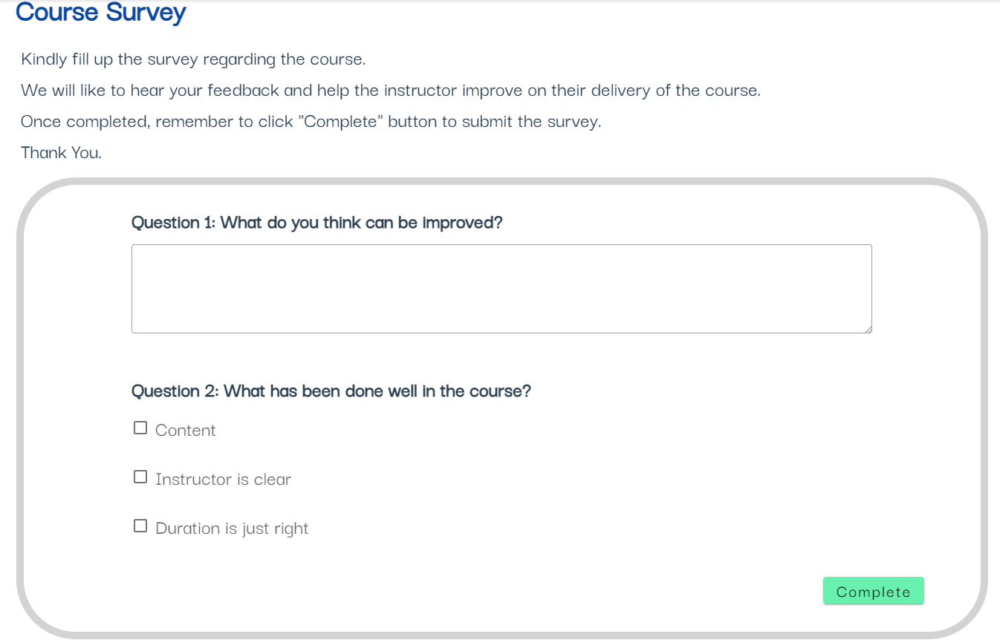 Course Survey
Kindly fill up the survey regarding the course.
We will like to hear your feedback and help the instructor improve on their delivery of the course.
Once completed, remember to click "Complete" button to submit the survey.
Thank You.
Question 1: What do you think can be improved?
Question 2: What has been done well in the course?
Content
Instructor is clear
Duration is just right
Complete